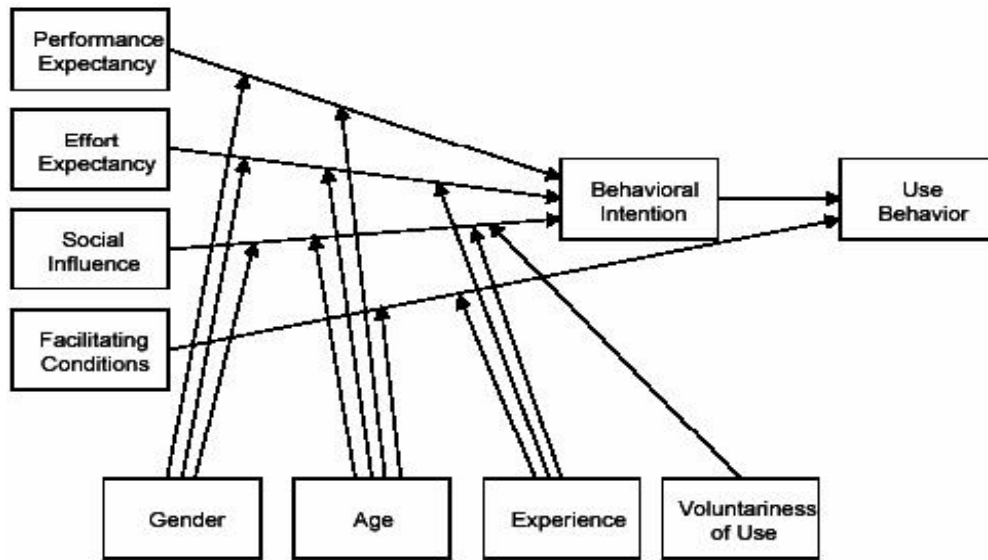 Performance
Expectancy
Effort
Expectancy
Social
Influence
Facilitating
Conditions
Behavioral
Intention
Use
Behavior
Gender
Age
Experience
Voluntariness
of Use